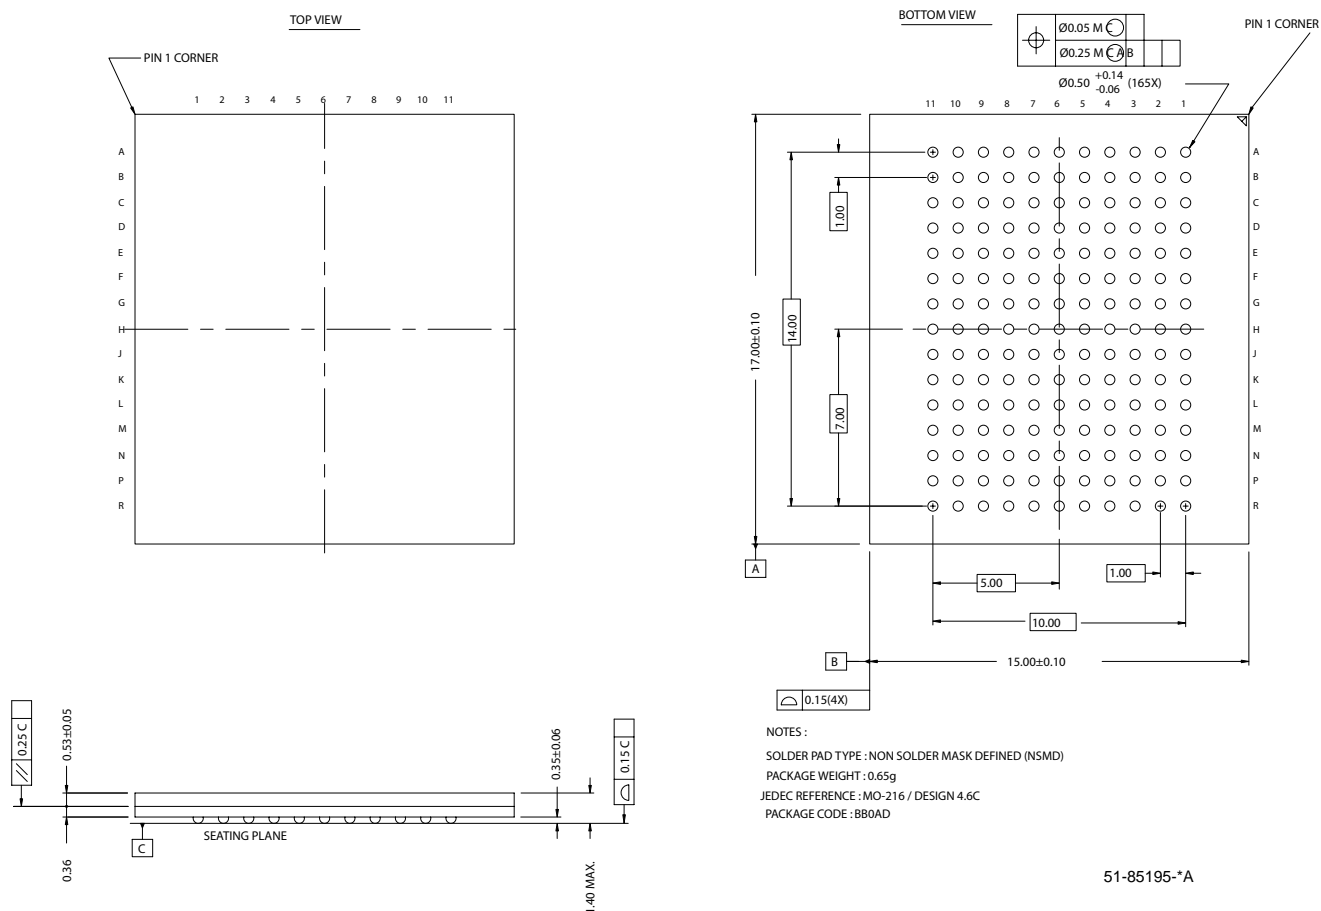 TOP VIEW
PIN 1 CORNER
1 2 3 4 5 6 7 8 9 10 11
A
B
C
D
E
F
G
H
J
K
L
M
N
P
R
BOTTOM VIEW
Ø0.05 M C
Ø0.25 M C A B
PIN 1 CORNER
Ø0.50 +0.14 -0.06 (165X)
11 10 9 8 7 6 5 4 3 2 1
A
B
C
D
E
F
G
H
J
K
L
M
N
P
R
1.00
14.00
17.00±0.10
7.00
A
5.00
1.00
10.00
B
15.00±0.10
0.15(4X)
0.25 C
0.53±0.05
0.35±0.06
0.15 C
SEATING PLANE
C
0.36
1.40 MAX.
NOTES :
SOLDER PAD TYPE : NON SOLDER MASK DEFINED (NSMD)
PACKAGE WEIGHT : 0.65g
JEDEC REFERENCE : MO-216 / DESIGN 4.6C
PACKAGE CODE : BB0AD
51-85195-*A